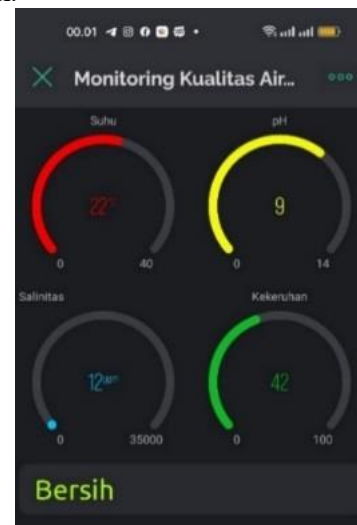 00.01
Monitoring Kualitas Air...
Suhu
pH
22°C
9
0 40
0 14
Salinitas
Kekeruhan
12
42
0 35000
0 100
Bersih